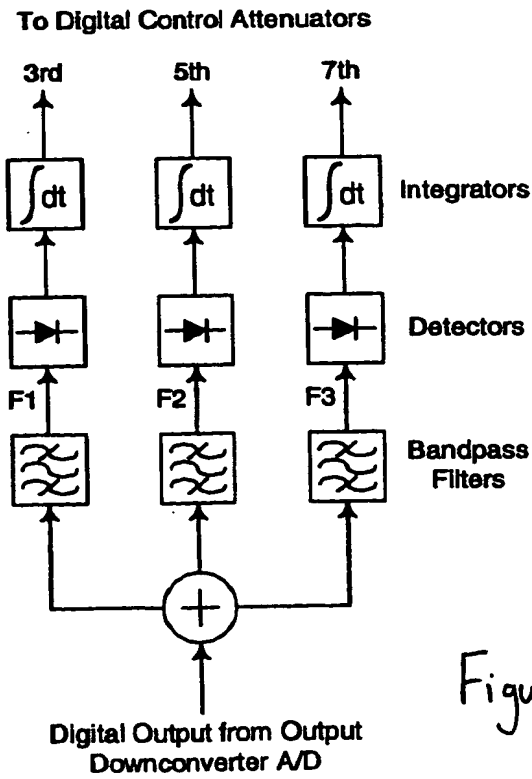 To Digital Control Attenuators
3rd 5th 7th
∫dt ∫dt ∫dt Integrators
Detectors
F1 F2 F3
Bandpass
Filters
+
Digital Output from Output
Downconverter A/D